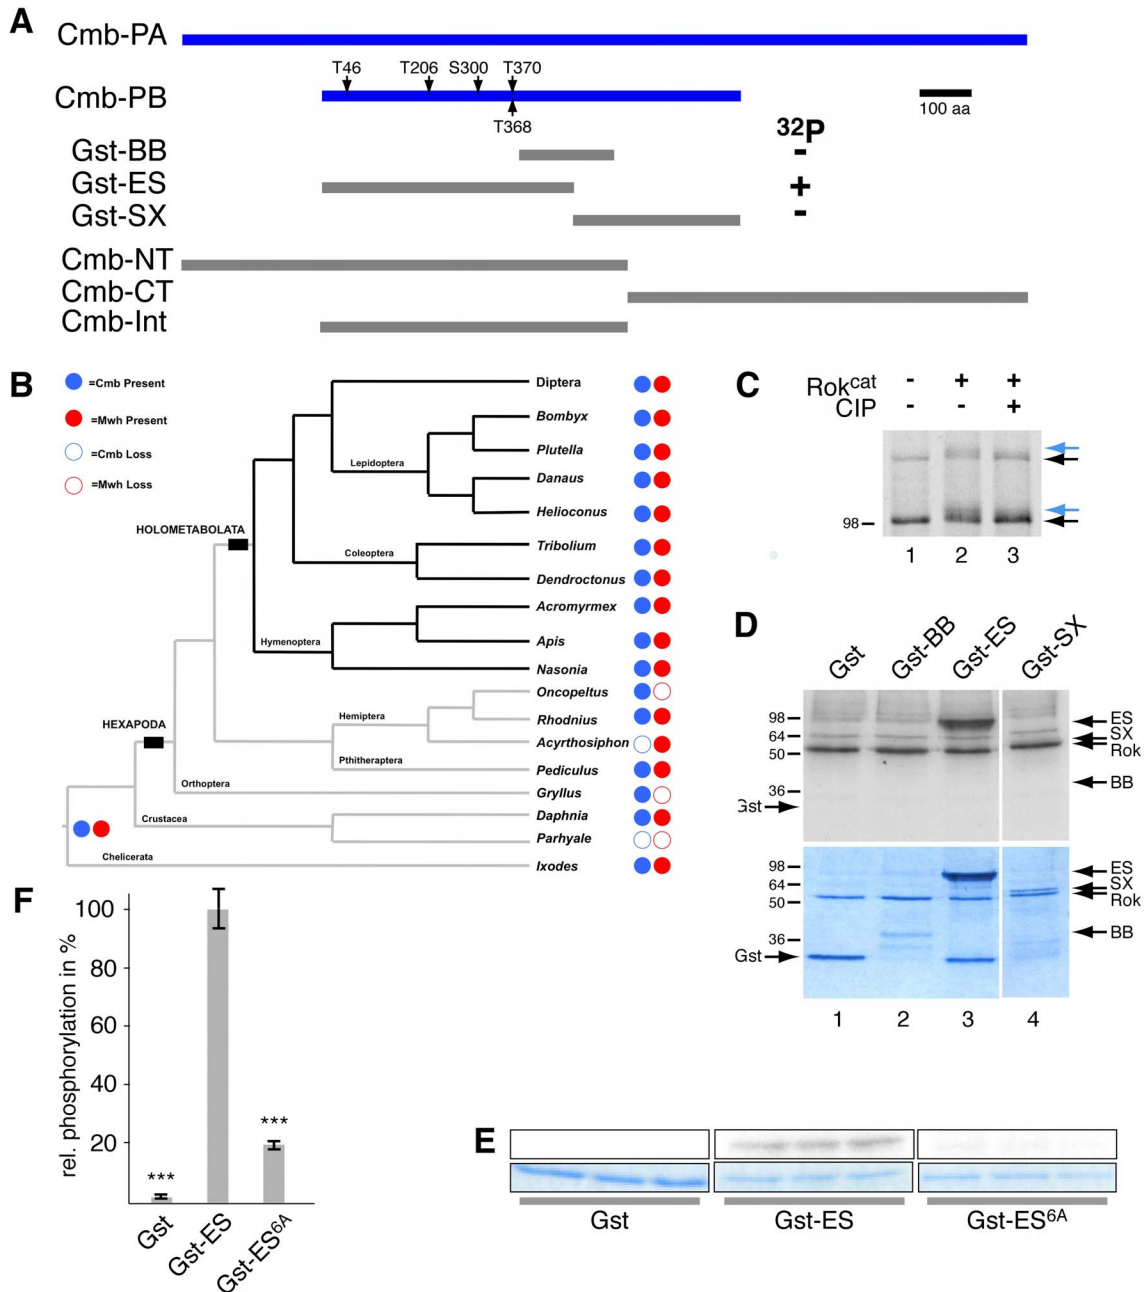 A
Cmb-PA
T46 T206 S300 T370
Cmb-PB
100 aa
T368
32P
Gst-BB -
Gst-ES +
Gst-SX -
Cmb-NT
Cmb-CT
Cmb-Int
B
=Cmb Present
=Mwh Present
=Cmb Loss
=Mwh Loss
HOLOMETABOLATA
HEXAPODA
Lepidoptera
Coleoptera
Hymenoptera
Hemiptera
Pthitheraptera
Orthoptera
Crustacea
Chelicerata
Diptera
Bombyx
Plutella
Danaus
Helioconus
Tribolium
Dendroctonus
Acromyrmex
Apis
Nasonia
Oncopeltus
Rhodnius
Acyrthosiphon
Pediculus
Gryllus
Daphnia
Parhyale
Ixodes
C
Rokcat - + +
CIP - - +
98
1 2 3
D
Gst Gst-BB Gst-ES Gst-SX
98
64
50
36
Gst
ES
SX
Rok
BB
98
64
50
36
Gst
ES
SX
Rok
BB
1 2 3 4
E
Gst Gst-ES Gst-ES6A
F
rel. phosphorylation in %
100
80
60
40
20
***
***
Gst
Gst-ES
Gst-ES6A